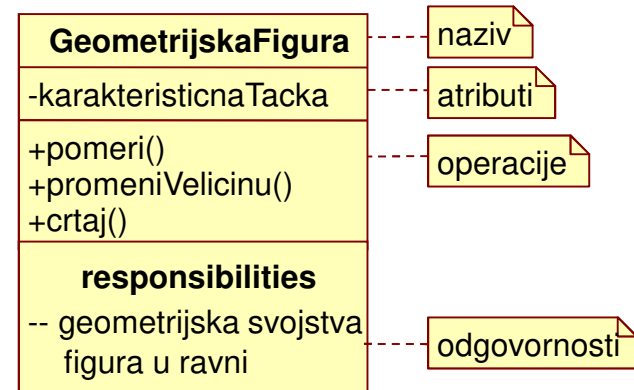 GeometrijskaFigura
naziv
-karakteristicnaTacka
atributi
+pomeri()
operacije
+promeniVelicinu()
+crtaj()
responsibilities
-- geometrijska svojstva
figura u ravni
odgovornosti